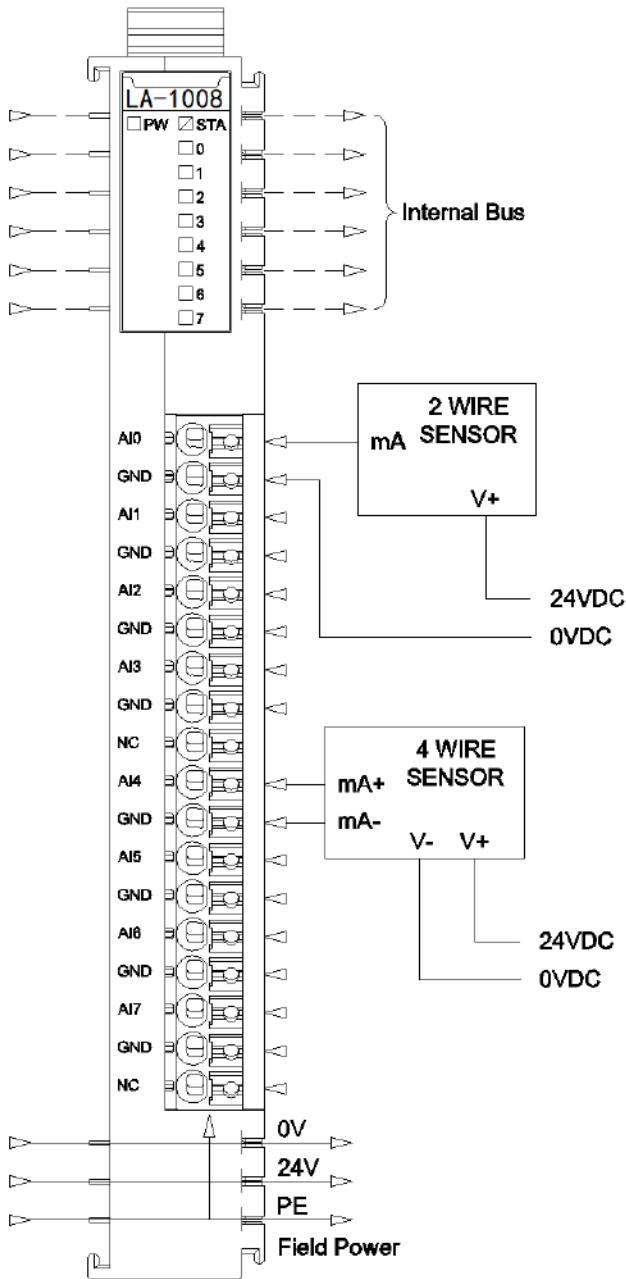 LA-1008
PW STA
0
1
2
3
4
5
6
7
Internal Bus
AI0
GND
AI1
GND
AI2
GND
AI3
GND
NC
AI4
GND
AI5
GND
AI6
GND
AI7
GND
NC
2 WIRE
SENSOR
mA
V+
24VDC
0VDC
4 WIRE
SENSOR
mA+
mA-
V- V+
24VDC
0VDC
0V
24V
PE
Field Power